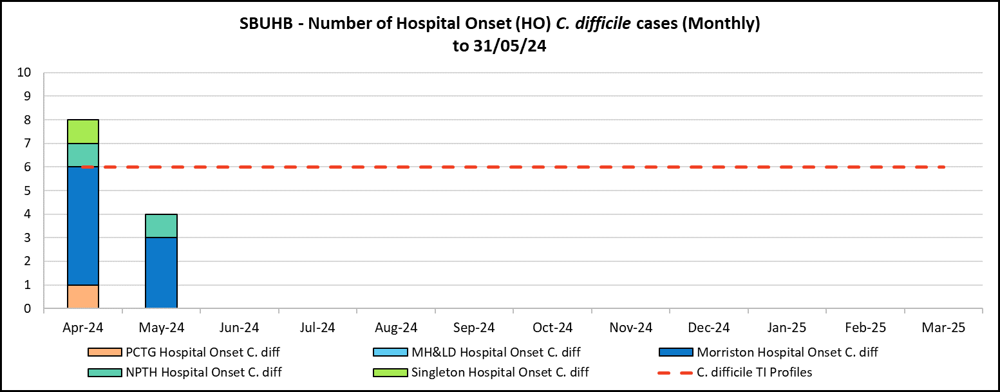 SBUHB - Number of Hospital Onset (HO) C. difficile cases (Monthly)
to 31/05/24
10
9
8
7
6
5
4
3
2
1
0
Apr-24 May-24 Jun-24 Jul-24 Aug-24 Sep-24 Oct-24 Nov-24 Dec-24 Jan-25 Feb-25 Mar-25
PCTG Hospital Onset C. diff MH&LD Hospital Onset C. diff Morriston Hospital Onset C. diff
NPTH Hospital Onset C. diff Singleton Hospital Onset C. diff C. difficile TI Profiles